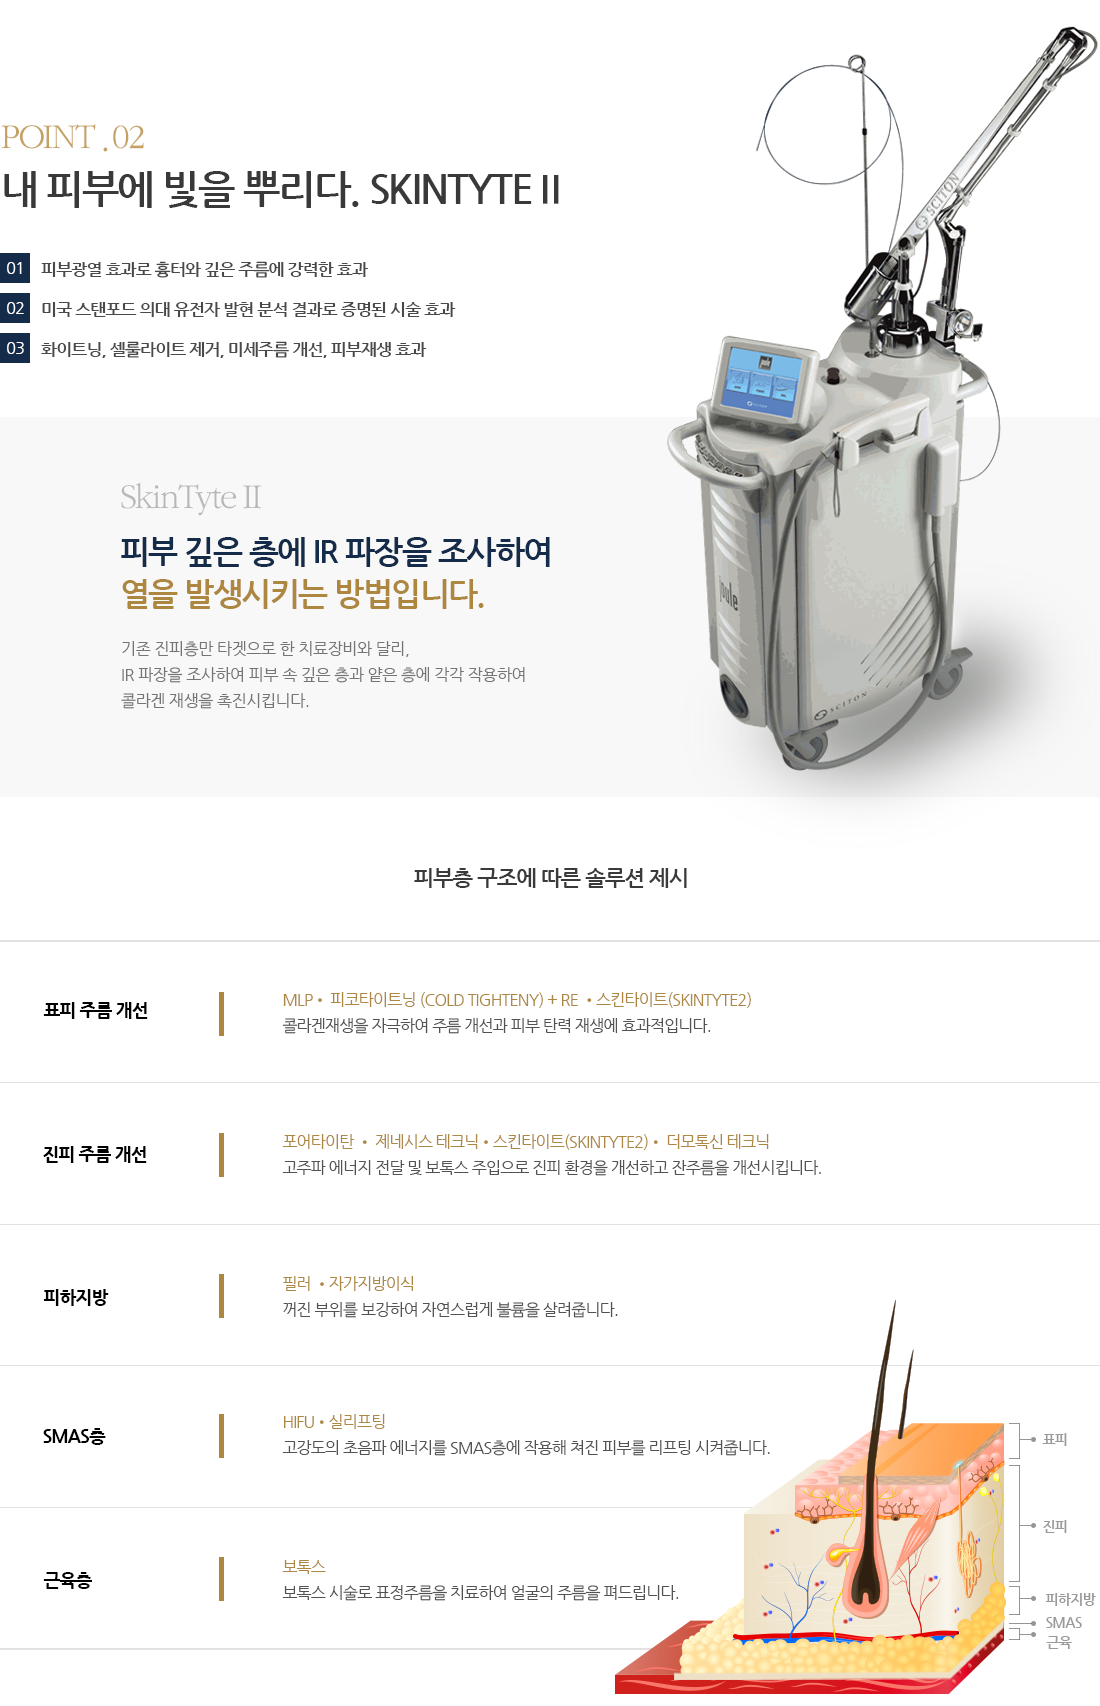 POINT . 02
내 피부에 빛을 뿌리다. SKINTYTE II
01 피부광열 효과로 흉터와 깊은 주름에 강력한 효과
02 미국 스탠포드 의대 유전자 발현 분석 결과로 증명된 시술 효과
03 화이트닝, 셀룰라이트 제거, 미세주름 개선, 피부재생 효과
SCITON
joule
SCITON
SkinTyte II
피부 깊은 층에 IR 파장을 조사하여
열을 발생시키는 방법입니다.
기존 진피층만 타겟으로 한 치료장비와 달리,
IR 파장을 조사하여 피부 속 깊은 층과 얕은 층에 각각 작용하여
콜라겐 재생을 촉진시킵니다.
피부층 구조에 따른 솔루션 제시
표피 주름 개선
MLP • 피코타이트닝 (COLD TIGHTENY) + RE • 스킨타이트(SKINTYTE2)
콜라겐재생을 자극하여 주름 개선과 피부 탄력 재생에 효과적입니다.
진피 주름 개선
포어타이탄 • 제네시스 테크닉 • 스킨타이트(SKINTYTE2) • 더모톡신 테크닉
고주파 에너지 전달 및 보톡스 주입으로 진피 환경을 개선하고 잔주름을 개선시킵니다.
피하지방
필러 • 자가지방이식
꺼진 부위를 보강하여 자연스럽게 불륨을 살려줍니다.
SMAS층
HIFU • 실리프팅
고강도의 초음파 에너지를 SMAS층에 작용해 쳐진 피부를 리프팅 시켜줍니다.
근육층
보톡스
보톡스 시술로 표정주름을 치료하여 얼굴의 주름을 펴드립니다.
표피
진피
피하지방
SMAS
근육